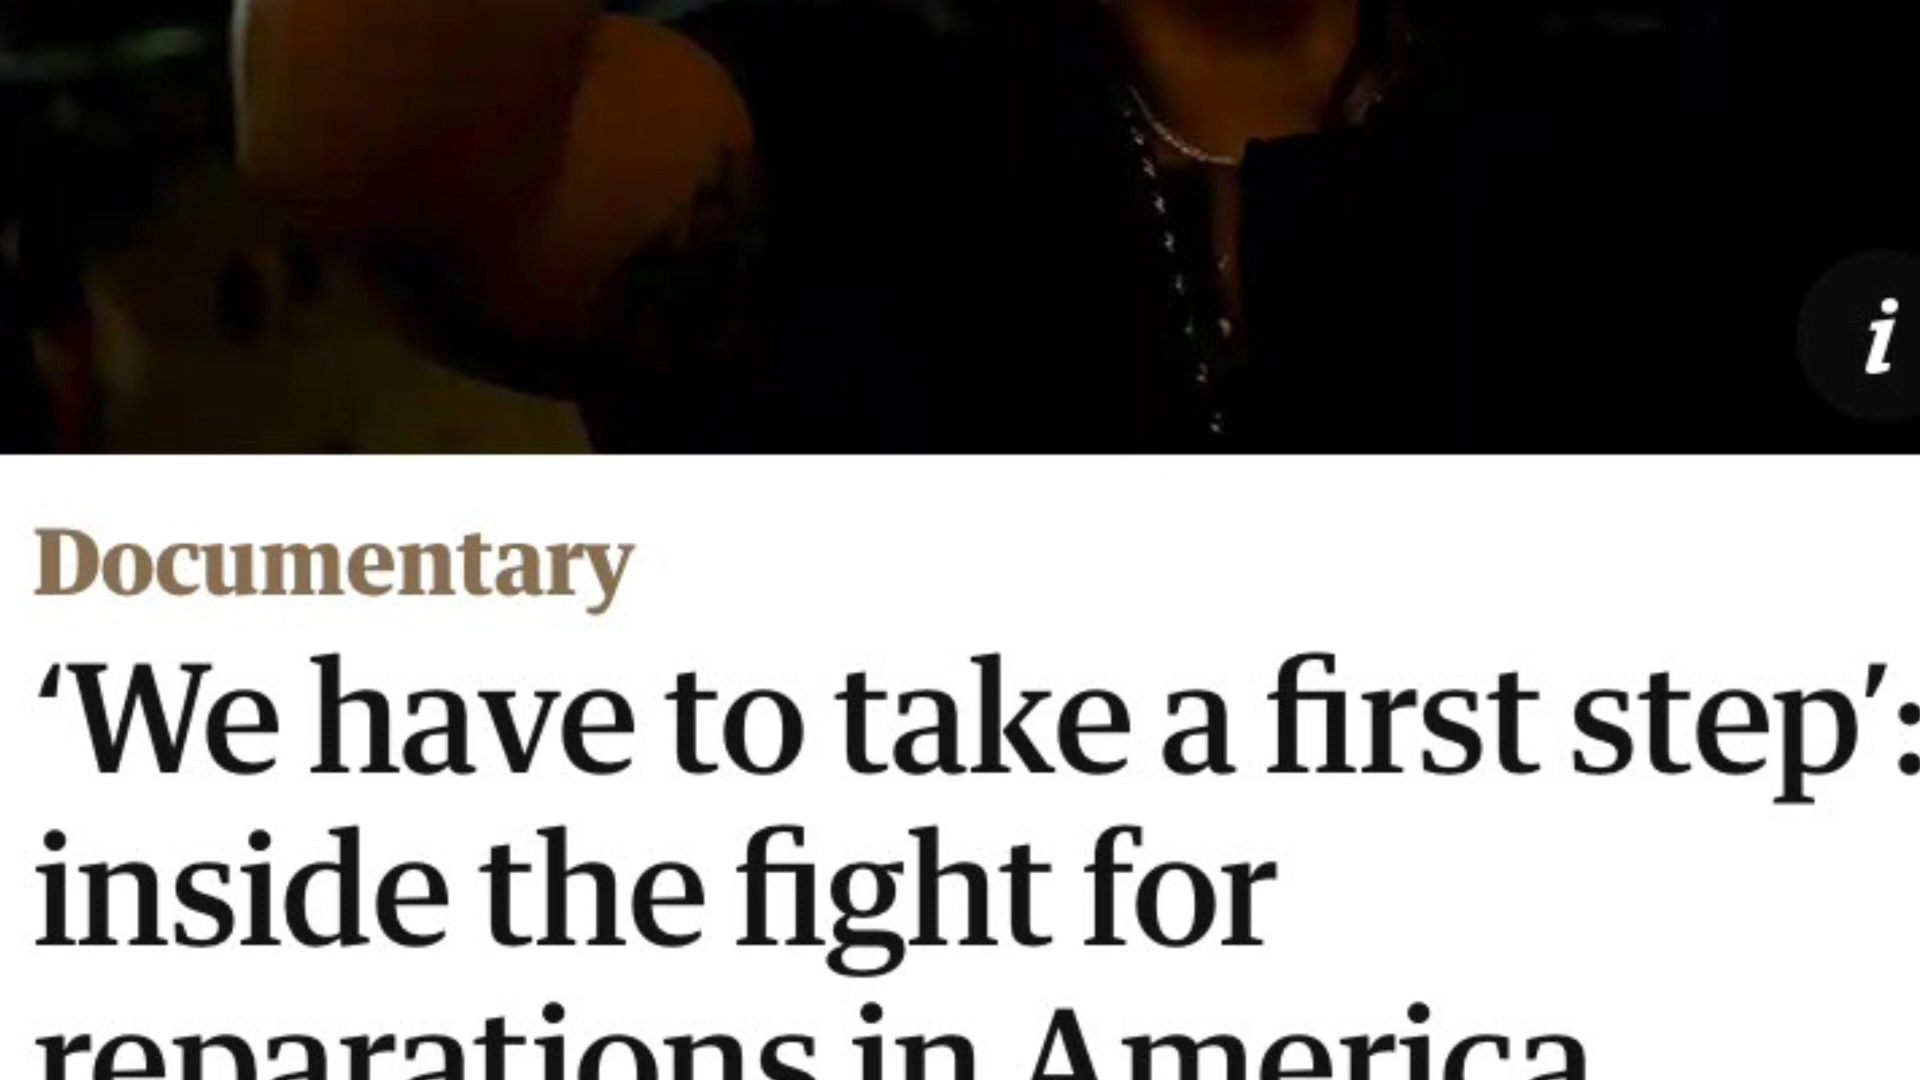 i
Documentary
‘We have to take a first step’:
inside the fight for
reparations in America